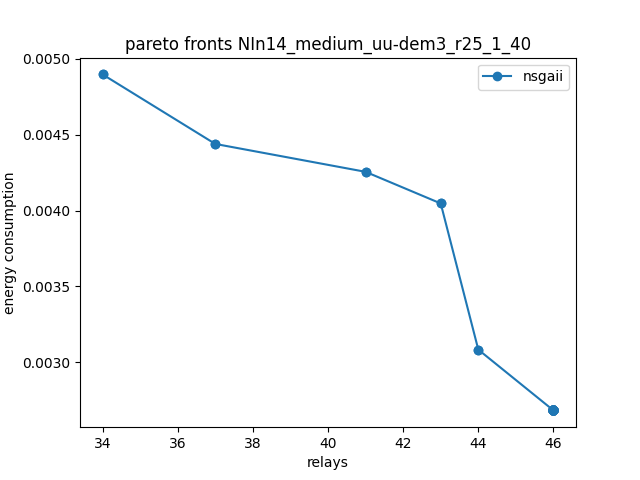 pareto fronts NIn14_medium_uu-dem3_r25_1_40
nsgaii
0.0050
0.0045
0.0040
0.0035
0.0030
energy consumption
34 36 38 40 42 44 46
relays